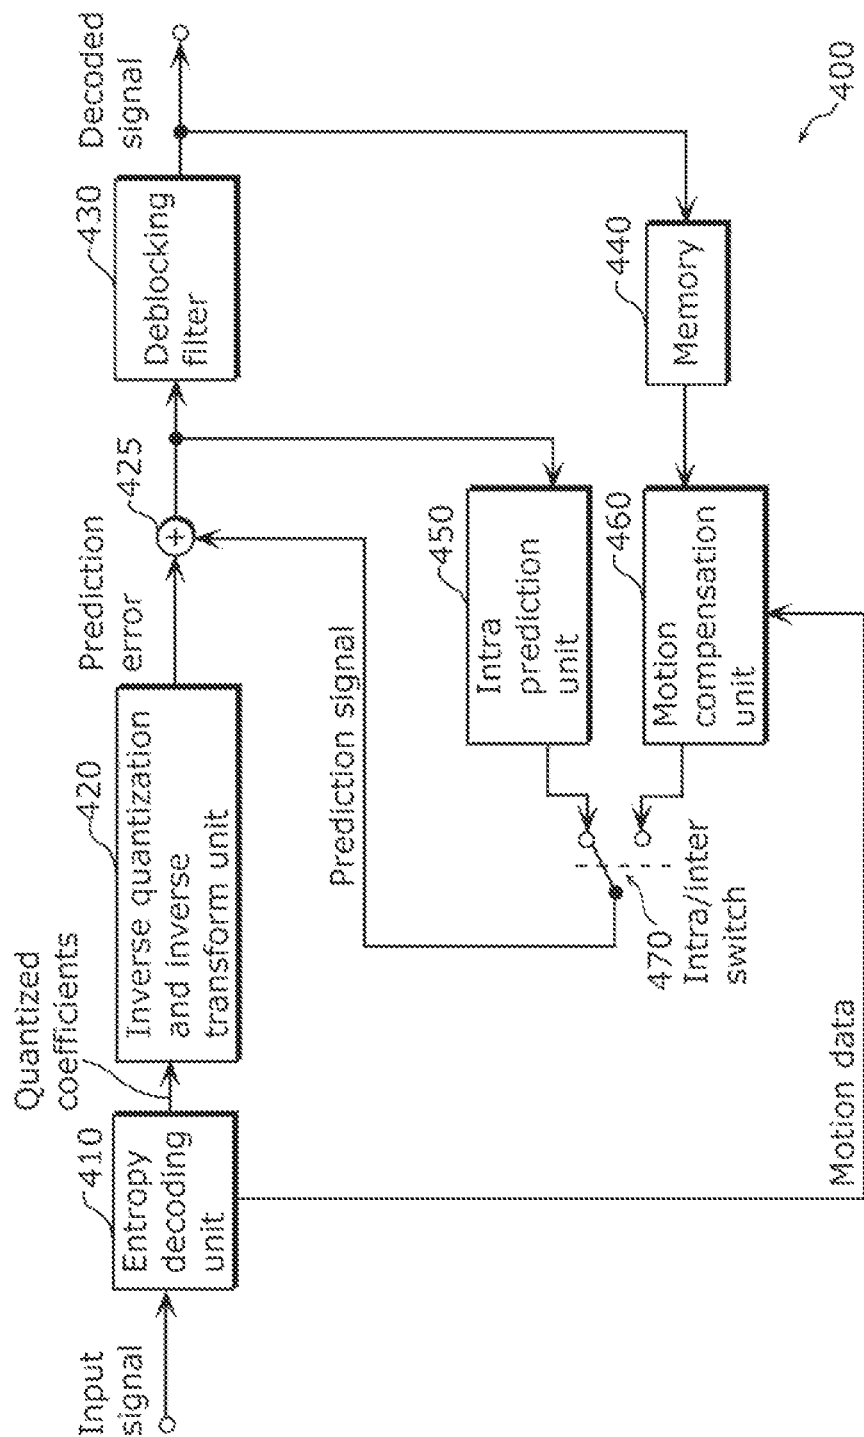 Input
signal
410
Entropy
decoding
unit
Quantized
coefficients
420
Inverse quantization
and inverse
transform unit
Prediction
error
425
+
430
Deblocking
filter
Decoded
signal
Prediction signal
450
Intra
prediction
unit
440
Memory
460
Motion
compensation
unit
470
Intra/inter
switch
Motion data
400